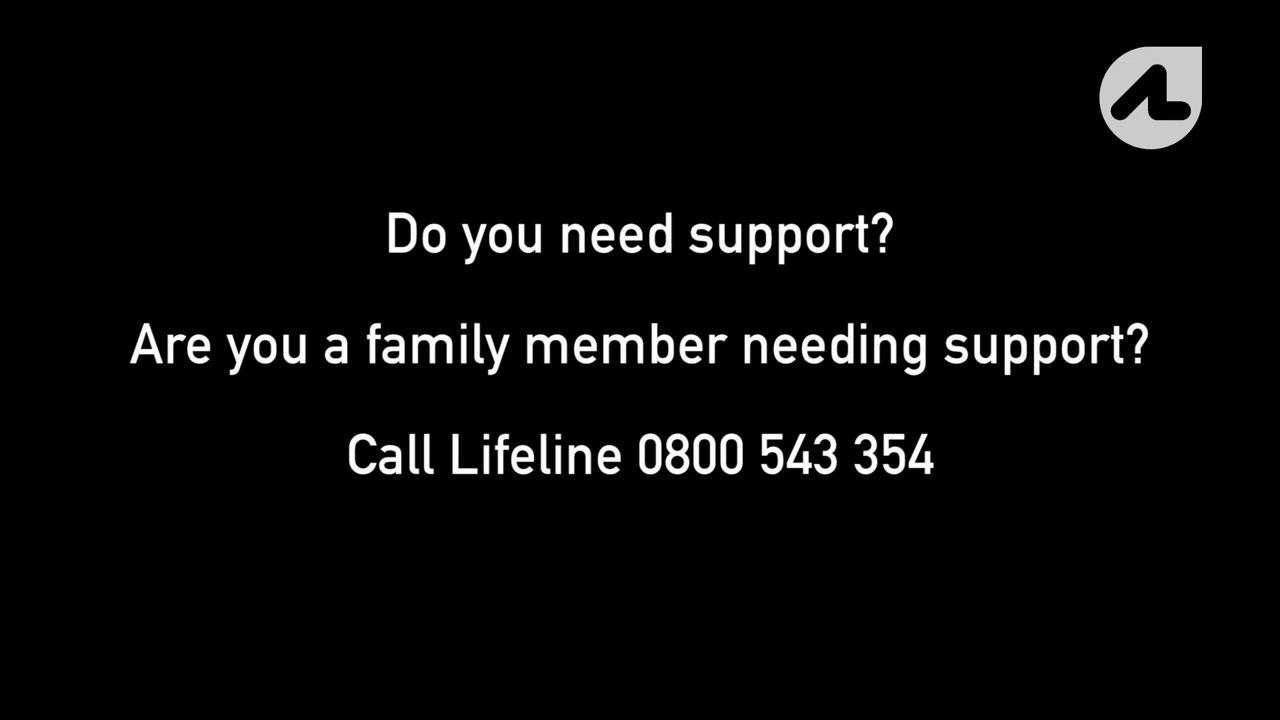 Do you need support?
Are you a family member needing support?
Call Lifeline 0800 543 354